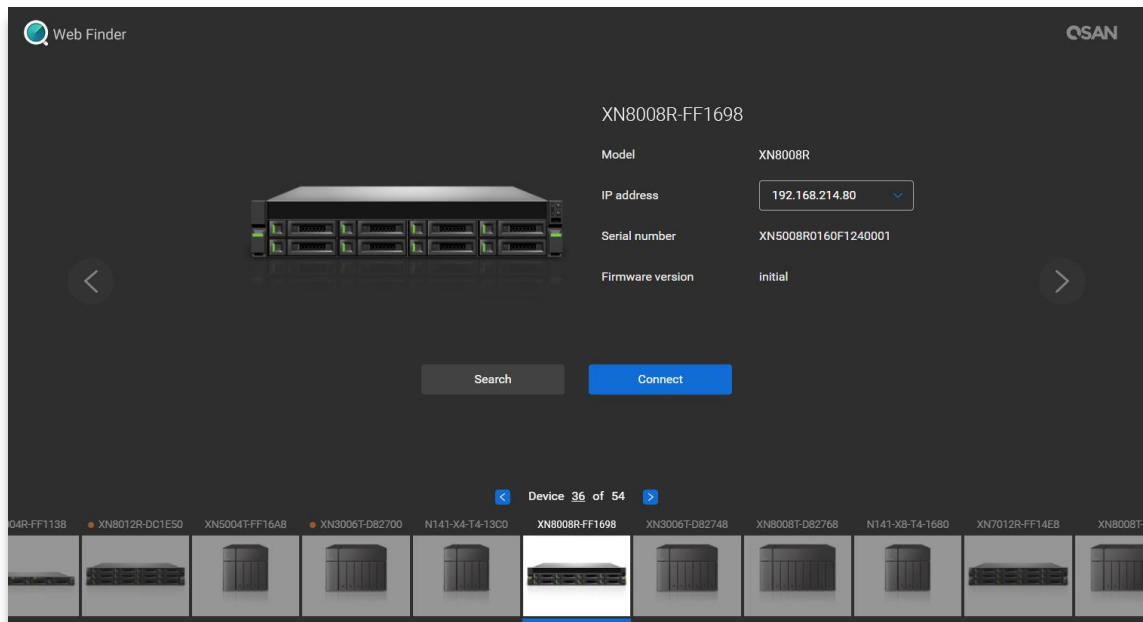 Web Finder
QSAN
XN8008R-FF1698
Model XN8008R
IP address 192.168.214.80
Serial number XN5008R0160F1240001
Firmware version initial
Search Connect
Device 36 of 54
04R-FF1138 XN8012R-DC1E50 XN5004T-FF16A8 XN3006T-D82700 N141-X4-T4-13C0 XN8008R-FF1698 XN3006T-D82748 XN8008T-D82768 N141-X8-T4-1680 XN7012R-FF14E8 XN8008T-